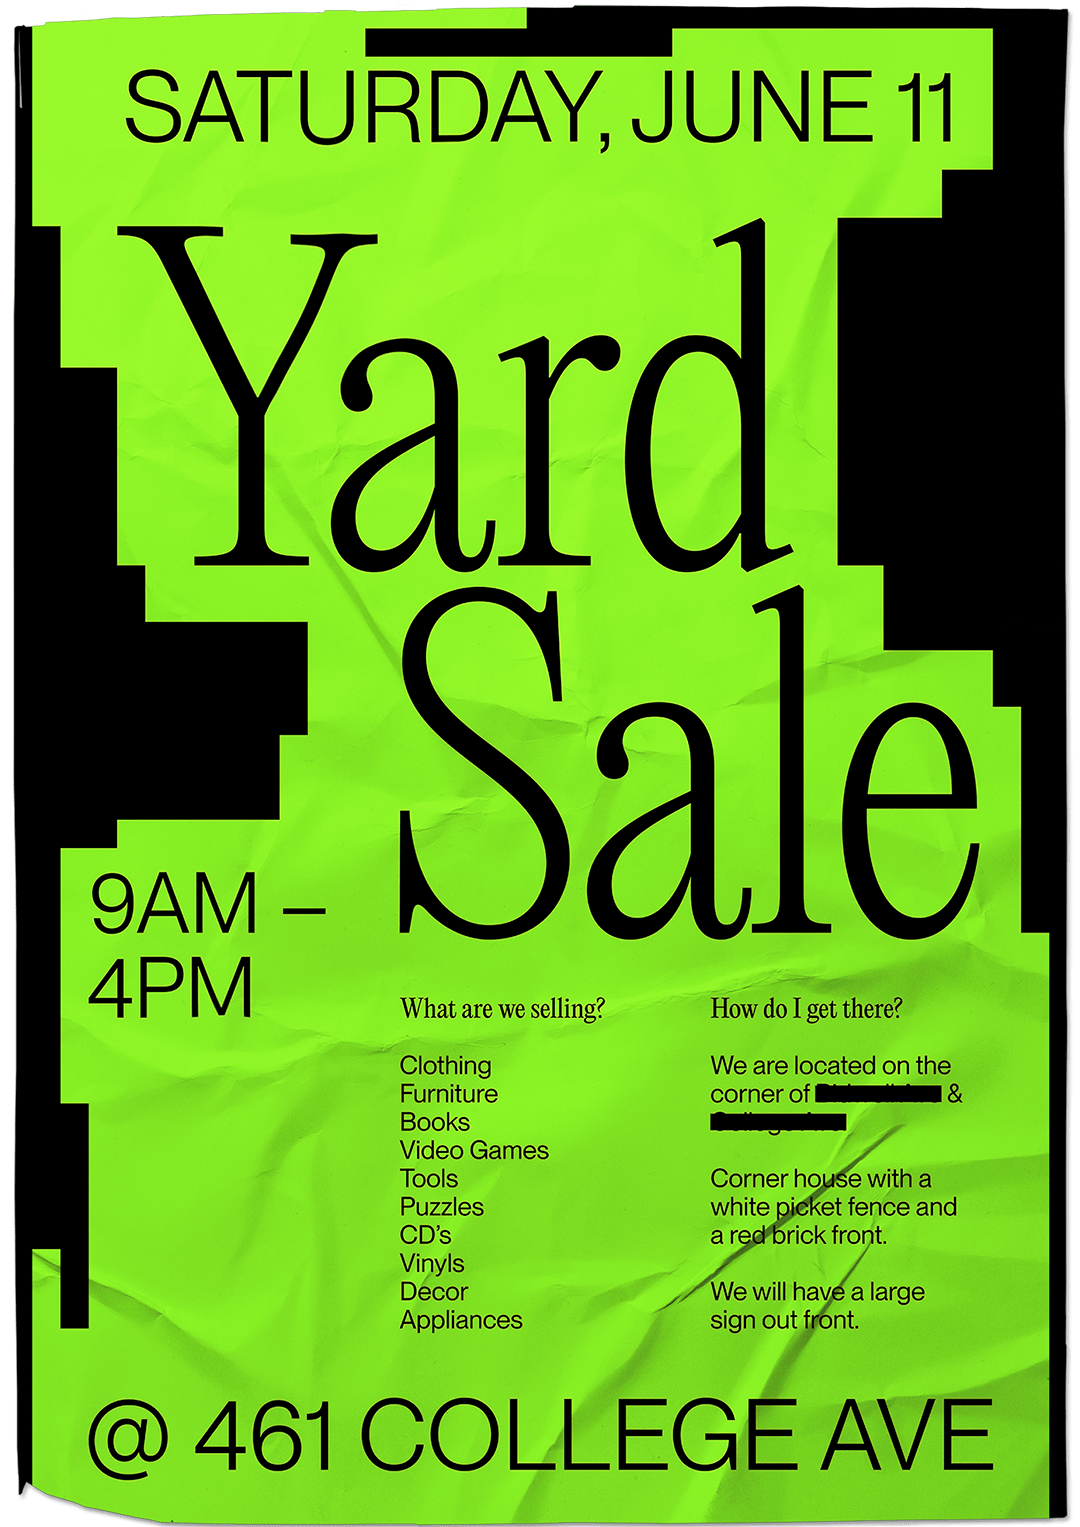 SATURDAY, JUNE 11
Yard
Sale
9AM –
4PM
What are we selling?
Clothing
Furniture
Books
Video Games
Tools
Puzzles
CD's
Vinyls
Decor
Appliances
How do I get there?
We are located on the
corner of &
Corner house with a
white picket fence and
a red brick front.
We will have a large
sign out front.
@ 461 COLLEGE AVE